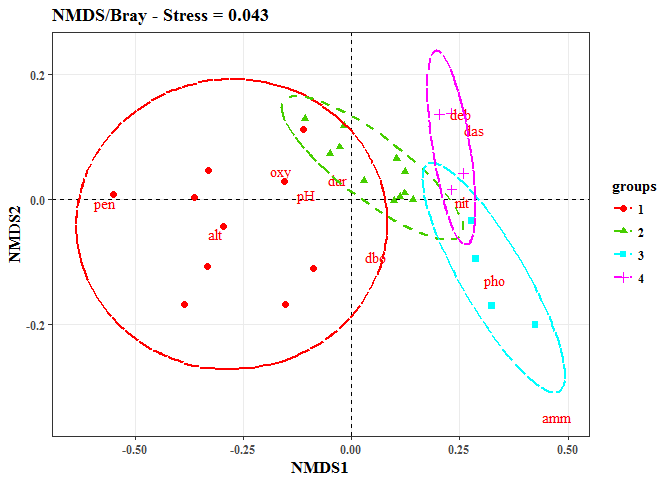 NMDS/Bray - Stress = 0.043
0.2
deb
das
oxy
dur
pH
groups
1
2
3
4
pen
0.0
nit
alt
NMDS2
dbo
pho
-0.2
amm
-0.50
-0.25
0.00
0.25
0.50
NMDS1